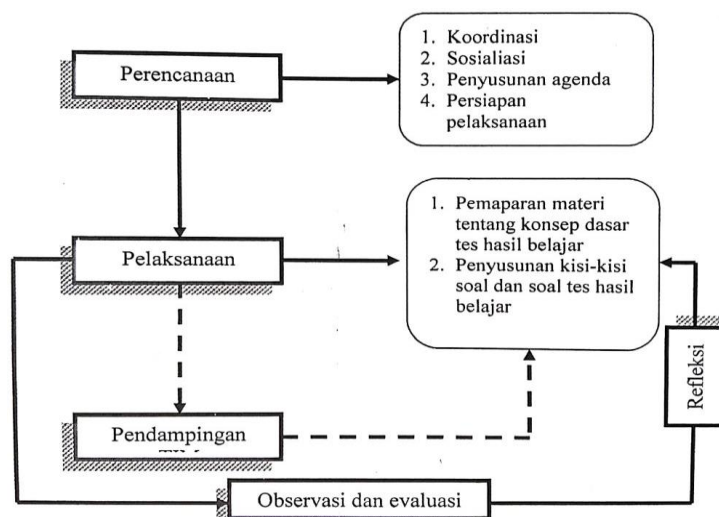 Perencanaan
1. Koordinasi
2. Sosialiasi
3. Penyusunan agenda
4. Persiapan
pelaksanaan
Pelaksanaan
1. Pemaparan materi
tentang konsep dasar
tes hasil belajar
2. Penyusunan kisi-kisi
soal dan soal tes hasil
belajar
Refleksi
Pendampingan
Observasi dan evaluasi